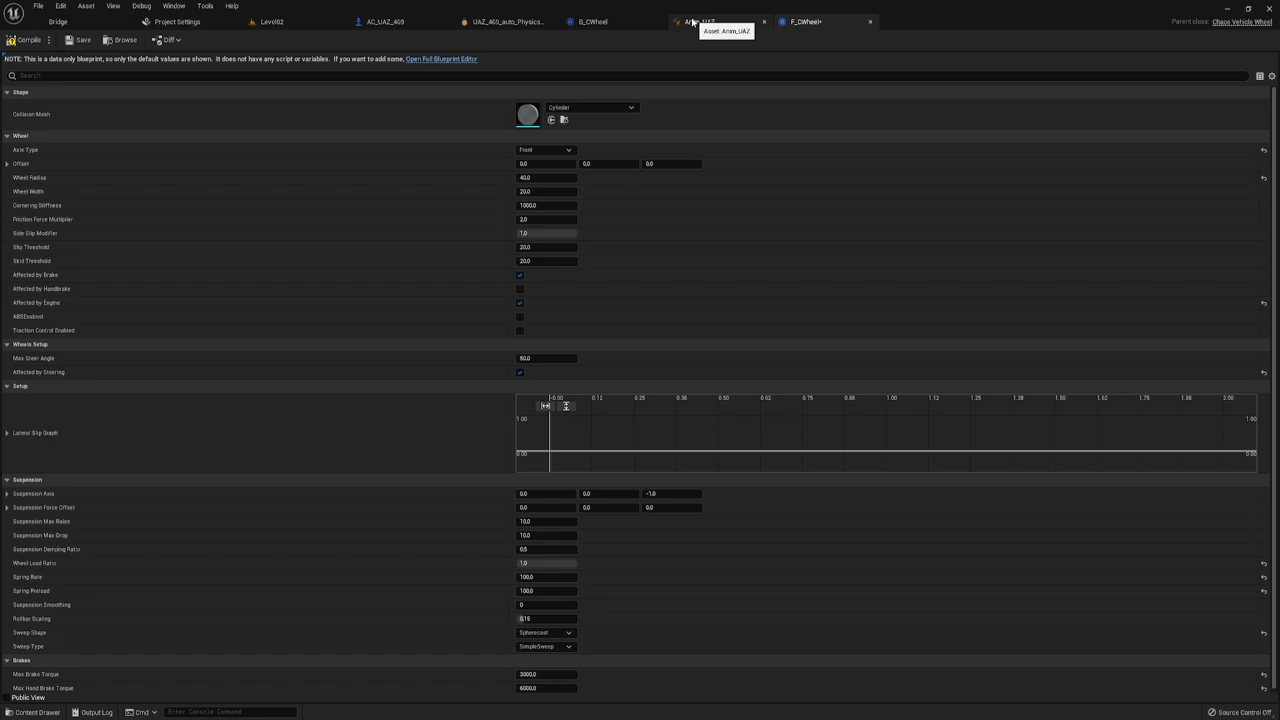 File Edit Asset View Debug Window Tools Help
Bridge Project Settings Level02 AC_UAZ_469 UAZ_469_auto_Physics... B_CWheel Anim_UAZ F_CWheel• Parent class: Chaos Vehicle Wheel
Asset: Anim_UAZ
Compile Save Browse Diff
NOTE: This is a data only blueprint, so only the default values are shown. It does not have any script or variables. If you want to add some, Open Full Blueprint Editor
Search
Shape
Collision Mesh Cylinder
Wheel
Axle Type Front
Offset 0,0 0,0 0,0
Wheel Radius 40,0
Wheel Width 20,0
Cornering Stiffness 1000,0
Friction Force Multiplier 2,0
Side Slip Modifier 1,0
Slip Threshold 20,0
Skid Threshold 20,0
Affected by Brake
Affected by Handbrake
Affected by Engine
ABSEnabled
Traction Control Enabled
Wheels Setup
Max Steer Angle 50,0
Affected by Steering
Setup
-0.00 0.12 0.25 0.38 0.50 0.62 0.75 0.88 1.00 1.12 1.25 1.38 1.50 1.62 1.75 1.88 2.00
1.00 1.00
Lateral Slip Graph
0.00 0.00
Suspension
Suspension Axis 0,0 0,0 -1,0
Suspension Force Offset 0,0 0,0 0,0
Suspension Max Raise 10,0
Suspension Max Drop 10,0
Suspension Damping Ratio 0,5
Wheel Load Ratio 1,0
Spring Rate 100,0
Spring Preload 100,0
Suspension Smoothing 0
Rollbar Scaling 0,15
Sweep Shape Spherecast
Sweep Type SimpleSweep
Brakes
Max Brake Torque 3000,0
Max Hand Brake Torque 6000,0
Public View
Content Drawer Output Log Cmd Enter Console Command Source Control Off